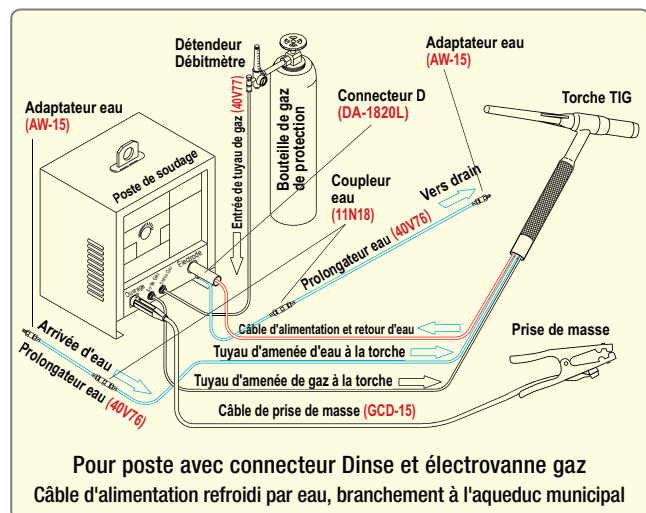 Détendeur
Débitmètre
Adaptateur eau
(AW-15)
Torche TIG
Adaptateur eau
(AW-15)
Entrée de tuyau de gaz (40V77)
Bouteille de gaz
de protection
Connecteur D
(DA-1820L)
Poste de soudage
Coupleur
eau
(11N18)
Vers drain
Prolongateur eau (40V76)
Électrode
Ouvrage
Câble d'alimentation et retour d'eau
Prise de masse
Arrivée d'eau
Prolongateur eau (40V76)
Tuyau d'amenée d'eau à la torche
Tuyau d'amenée de gaz à la torche
Câble de prise de masse (GCD-15)
Pour poste avec connecteur Dinse et électrovanne gaz
Câble d'alimentation refroidi par eau, branchement à l'aqueduc municipal